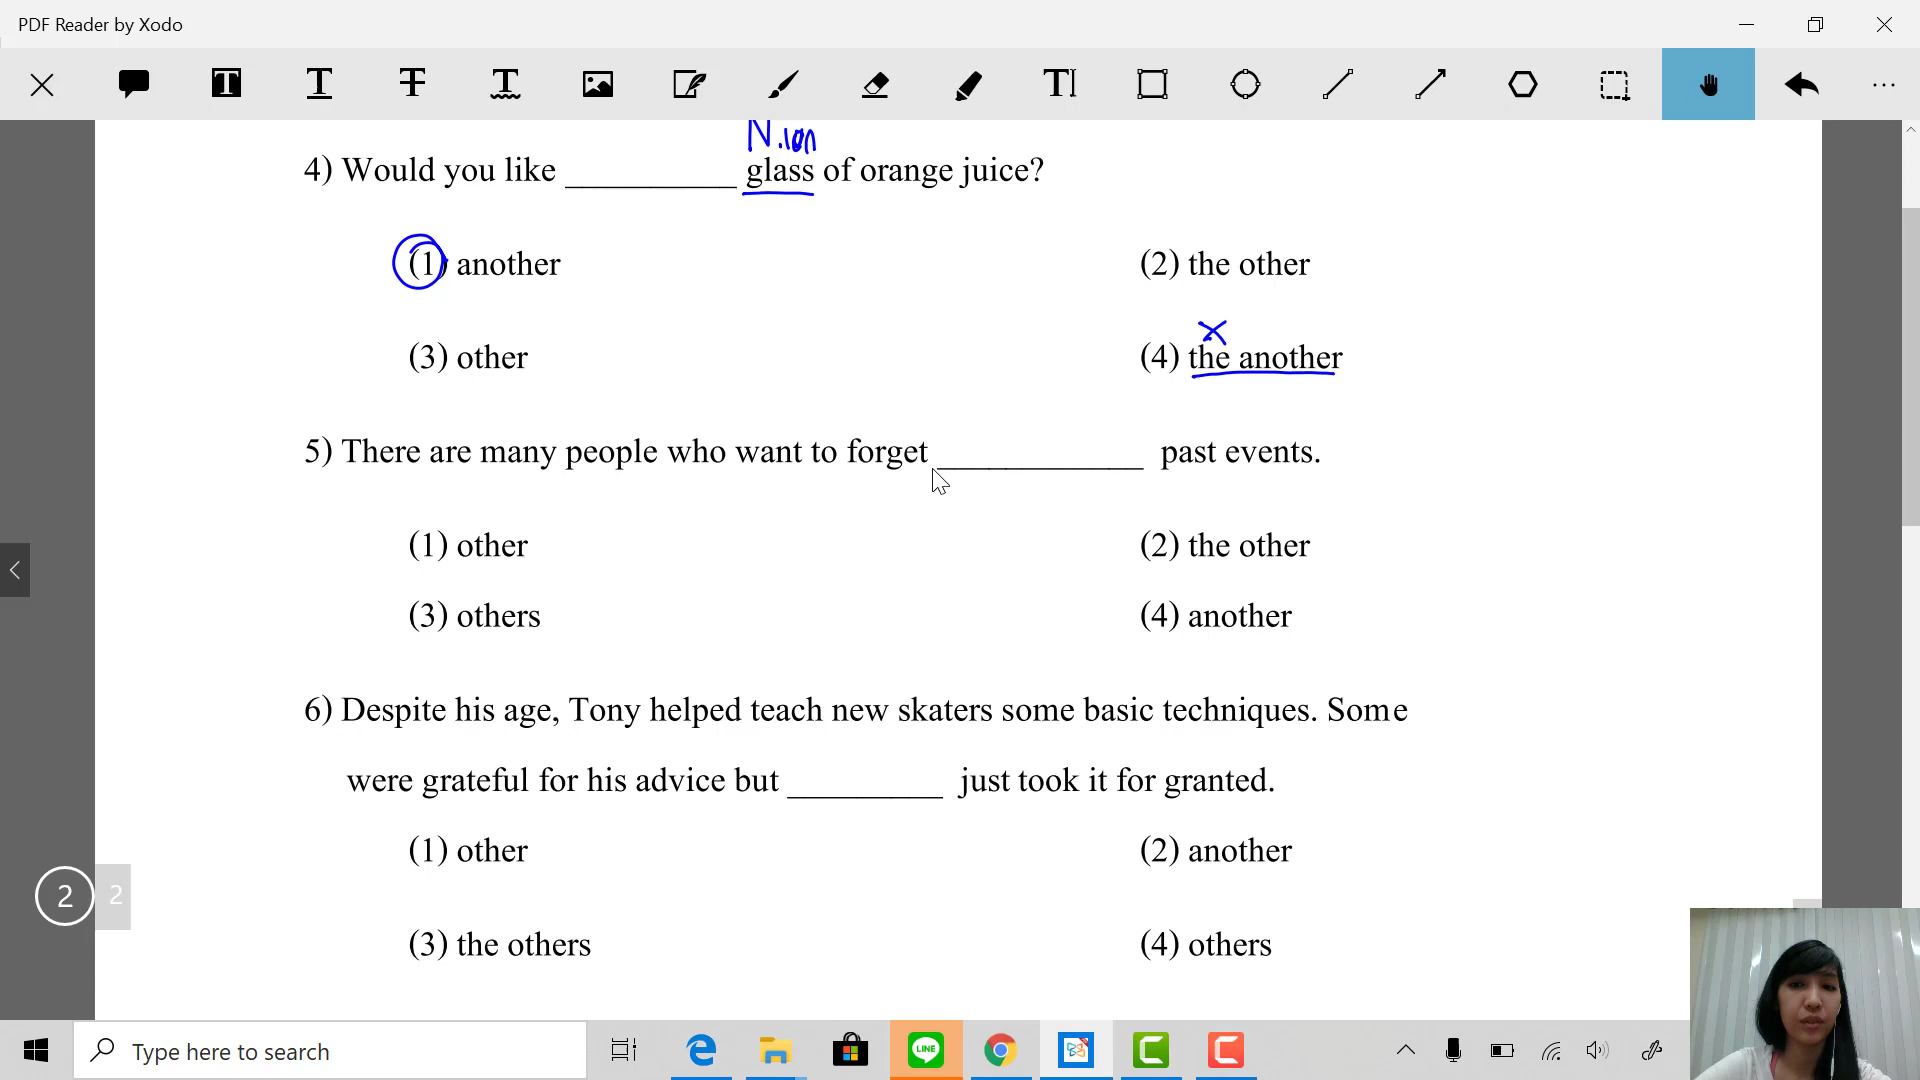 PDF Reader by Xodo
N.เอก
4) Would you like __________ glass of orange juice?
(1) another
(2) the other
(3) other
(4) the another
5) There are many people who want to forget ____________ past events.
(1) other
(2) the other
(3) others
(4) another
6) Despite his age, Tony helped teach new skaters some basic techniques. Some
were grateful for his advice but _________ just took it for granted.
(1) other
(2) another
(3) the others
(4) others
2
2
Type here to search
LINE